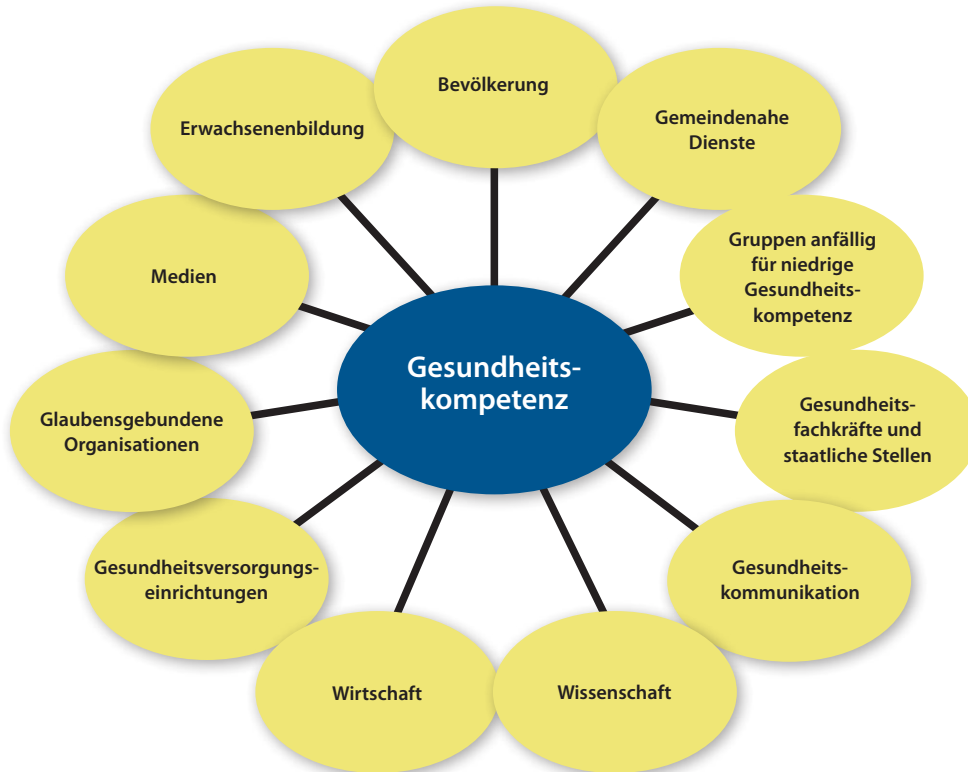 Bevölkerung
Gemeindenahe
Dienste
Gruppen anfällig
für niedrige
Gesundheits-
kompetenz
Gesundheits-
fachkräfte und
staatliche Stellen
Gesundheits-
kommunikation
Wissenschaft
Wirtschaft
Gesundheitsversorgungs-
einrichtungen
Glaubensgebundene
Organisationen
Medien
Erwachsenenbildung
Gesundheits-
kompetenz